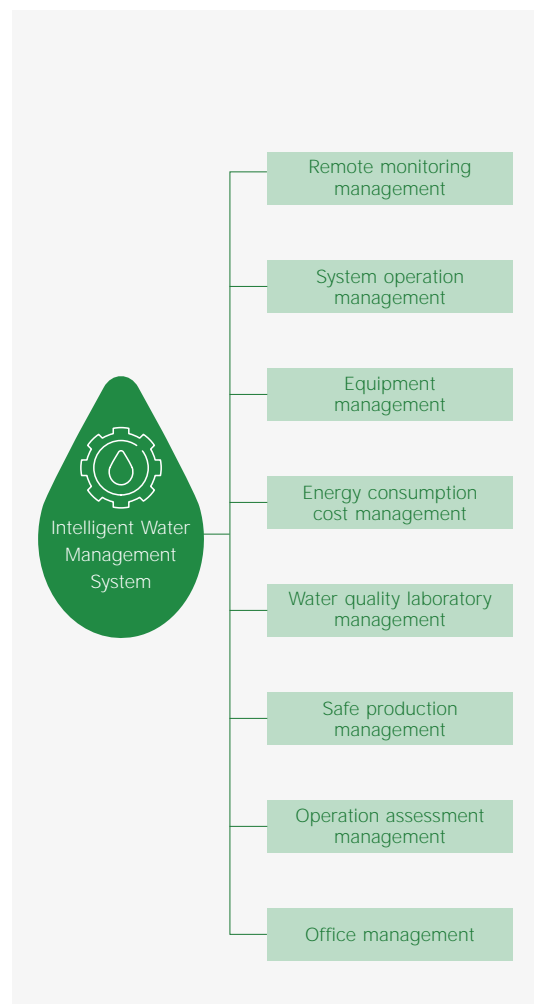 Remote monitoring
management
System operation
management
Equipment
management
Energy consumption
cost management
Intelligent Water
Management
System
Water quality laboratory
management
Safe production
management
Operation assessment
management
Office management